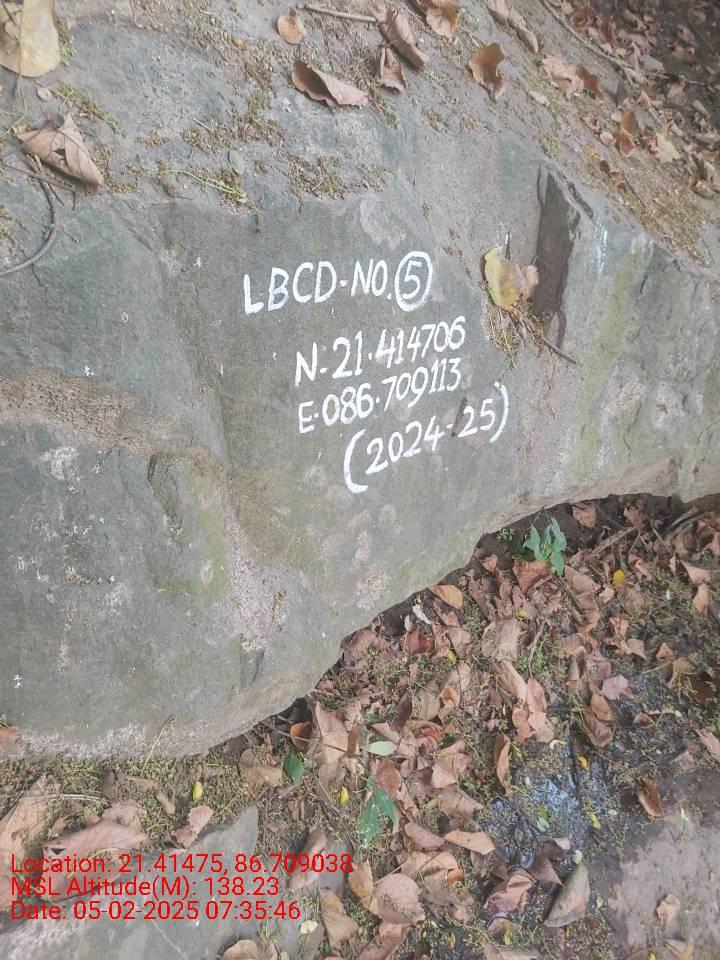 LBCD-NO. 5
N-21.414706
E-086.709113
(2024-25)
Location: 21.41475, 86.709038
MSL Altitude(M): 138.23
Date: 05-02-2025 07:35:46